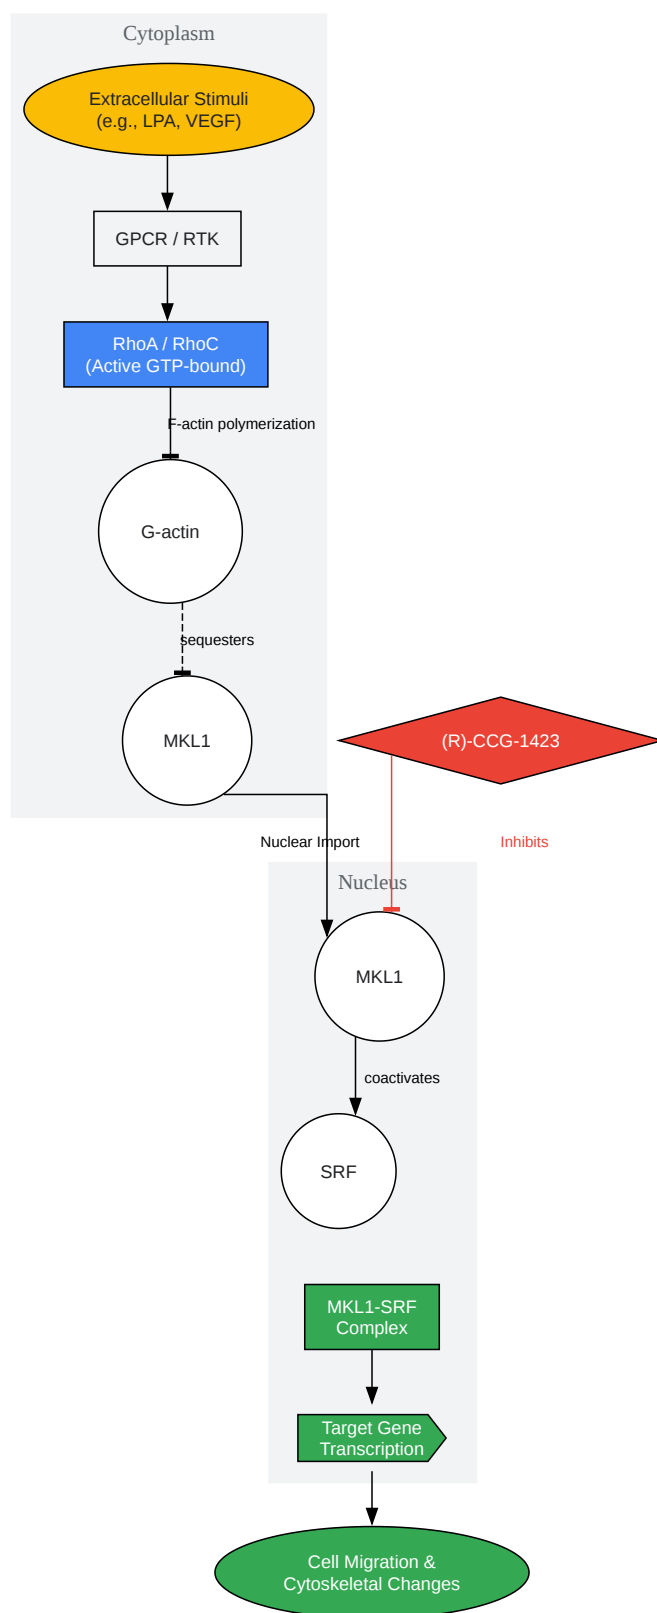 Cytoplasm
Extracellular Stimuli
(e.g., LPA, VEGF)
GPCR / RTK
RhoA / RhoC
(Active GTP-bound)
F-actin polymerization
G-actin
sequesters
MKL1
(R)-CCG-1423
Nuclear Import
Inhibits
Nucleus
MKL1
coactivates
SRF
MKL1-SRF
Complex
Target Gene
Transcription
Cell Migration &
Cytoskeletal Changes